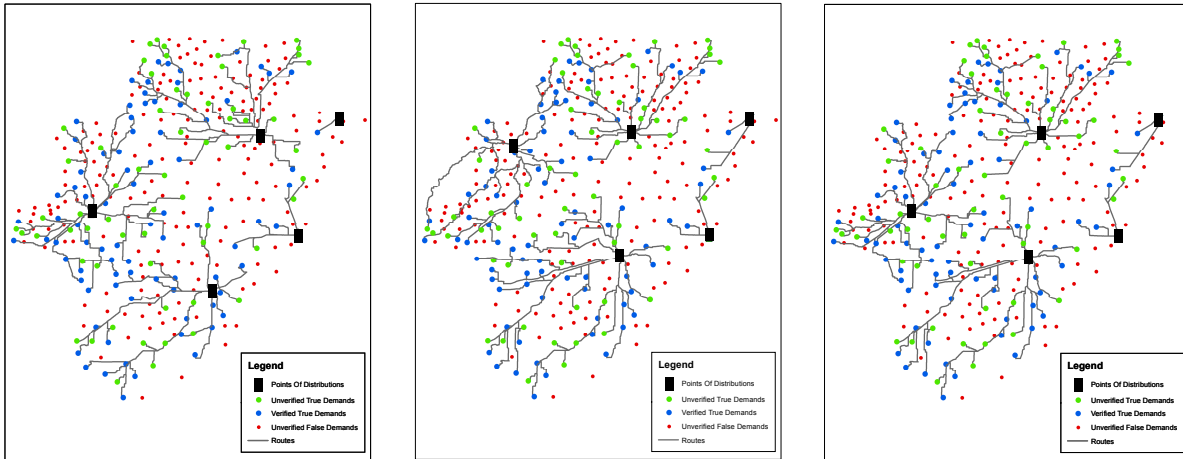 Legend
Points Of Distributions
Unverified True Demands
Verified True Demands
Unverified False Demands
Routes
Legend
Points Of Distributions
Unverified True Demands
Verified True Demands
Unverified False Demands
Routes
Legend
Points Of Distributions
Unverified True Demands
Verified True Demands
Unverified False Demands
Routes